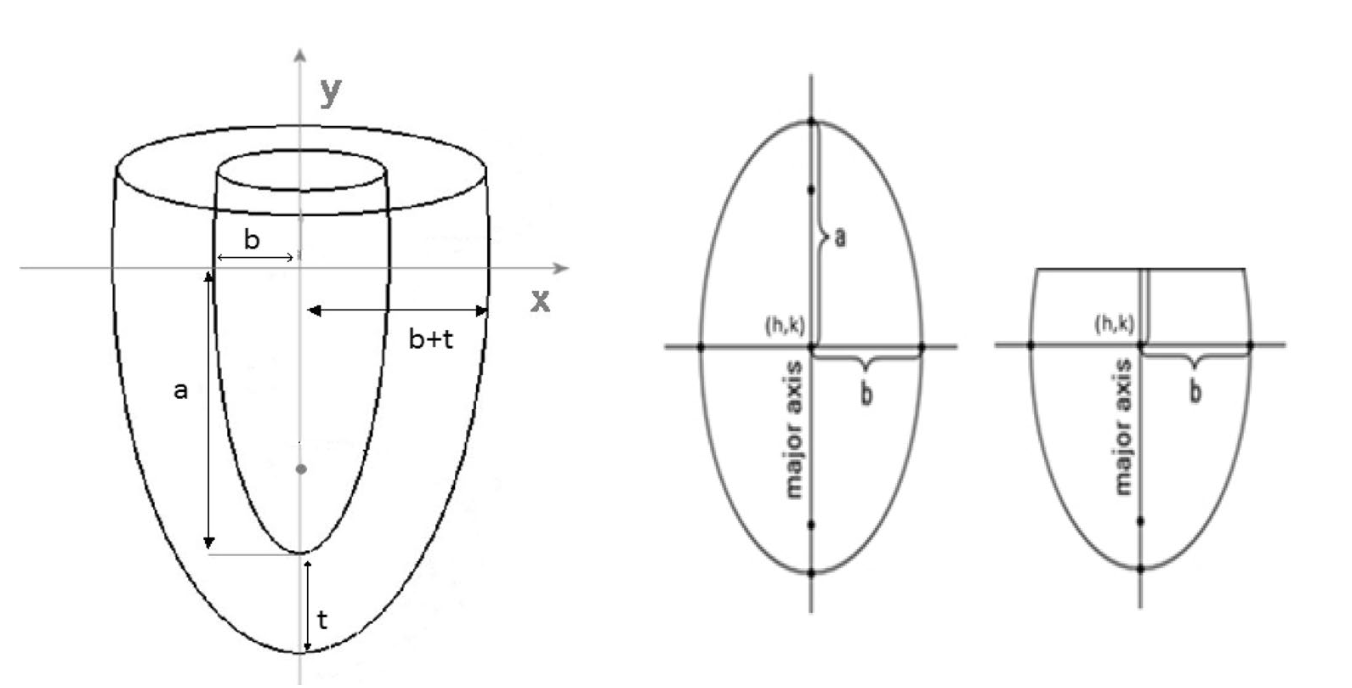 y
b
x
b+t
a
t
a
(h,k)
b
major axis
(h,k)
b
major axis